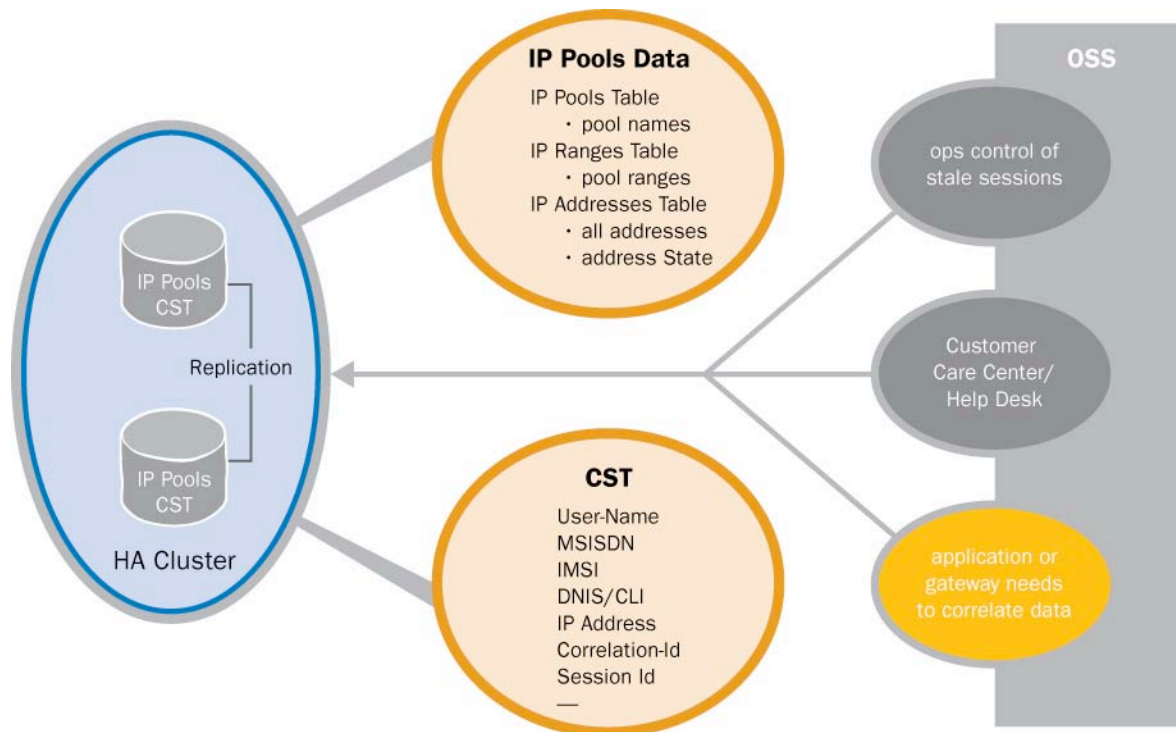 IP Pools Data
IP Pools Table
· pool names
IP Ranges Table
· pool ranges
IP Addresses Table
· all addresses
· address State
IP Pools
CST
Replication
IP Pools
CST
HA Cluster
CST
User-Name
MSISDN
IMSI
DNIS/CLI
IP Address
Correlation-Id
Session Id
—
OSS
ops control of
stale sessions
Customer
Care Center/
Help Desk
application or
gateway needs
to correlate data